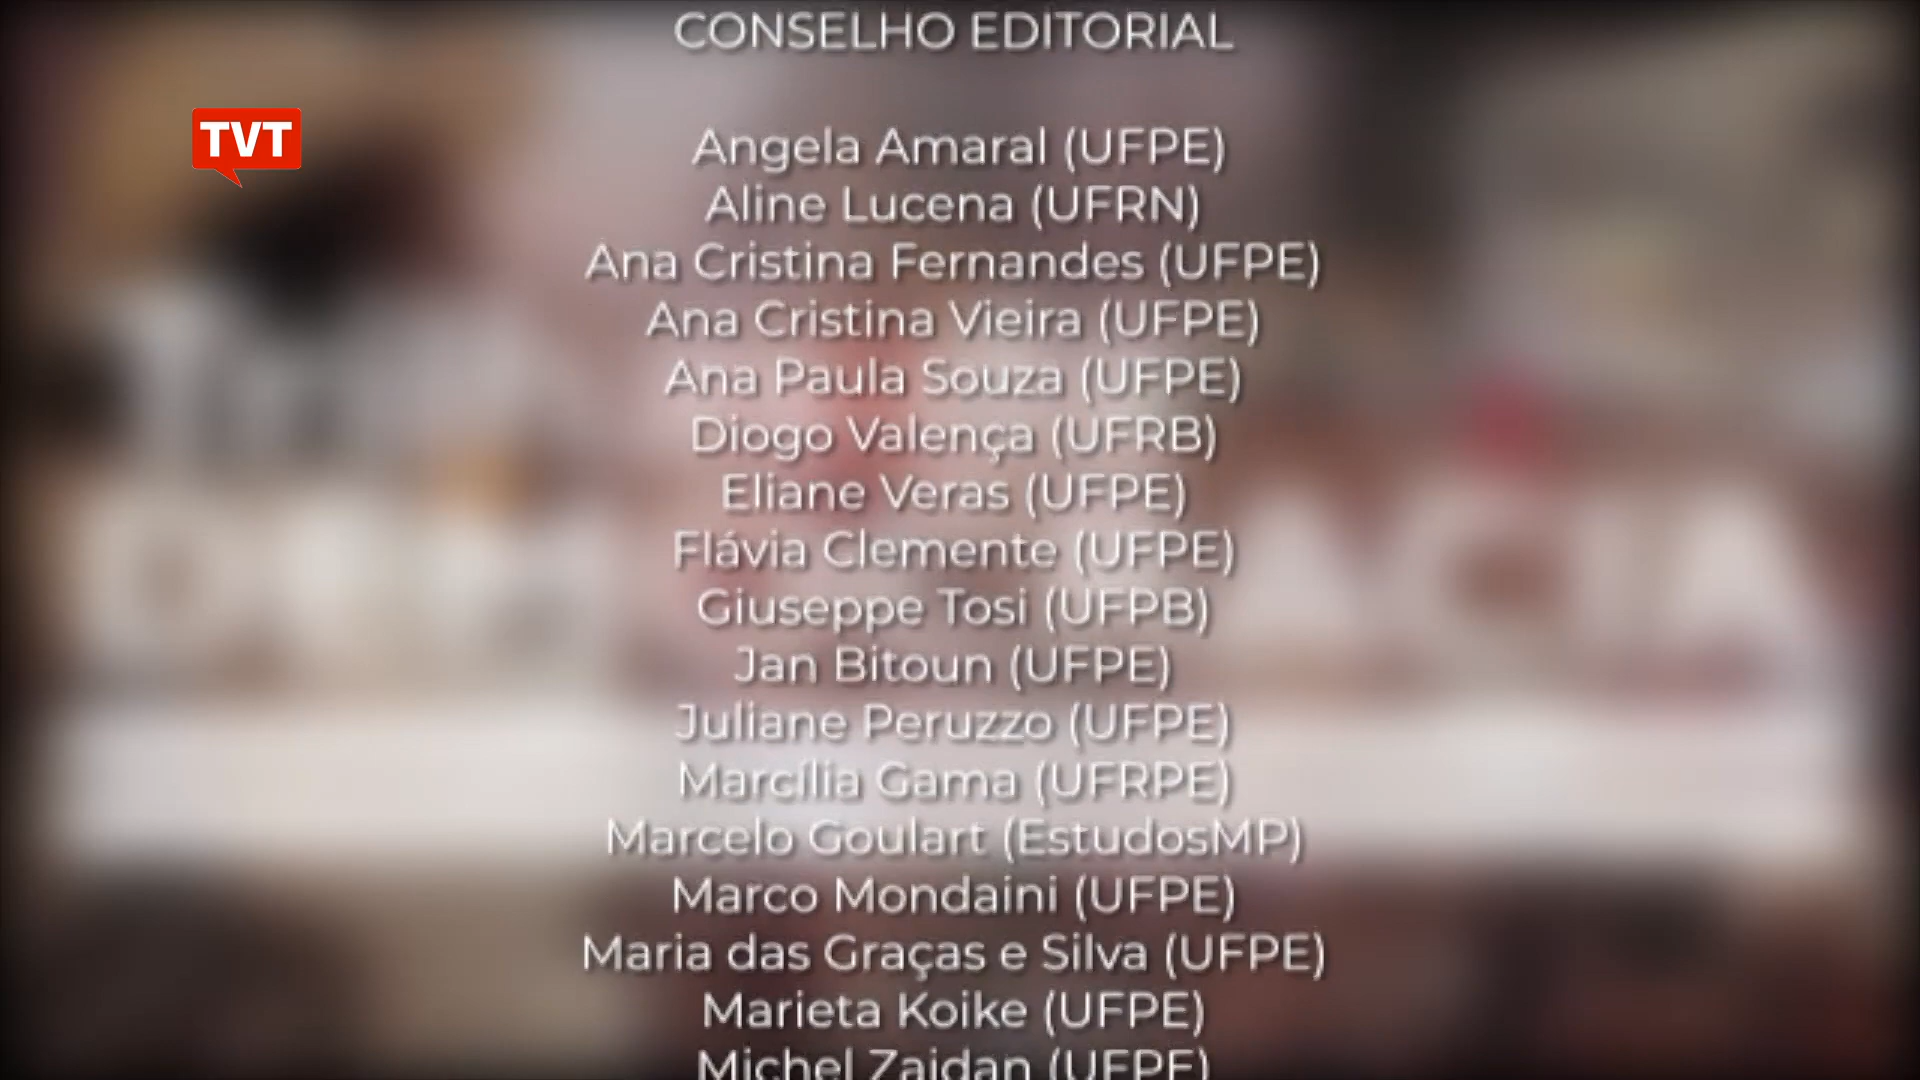 CONSELHO EDITORIAL
TVT
Angela Amaral (UFPE)
Aline Lucena (UFRN)
Ana Cristina Fernandes (UFPE)
Ana Cristina Vieira (UFPE)
Ana Paula Souza (UFPE)
Diogo Valença (UFRB)
Eliane Veras (UFPE)
Flávia Clemente (UFPE)
Giuseppe Tosi (UFPB)
Jan Bitoun (UFPE)
Juliane Peruzzo (UFPE)
Marcília Gama (UFRPE)
Marcelo Goulart (EstudosMP)
Marco Mondaini (UFPE)
Maria das Graças e Silva (UFPE)
Marieta Koike (UFPE)
Michel Zaidan (UFPE)